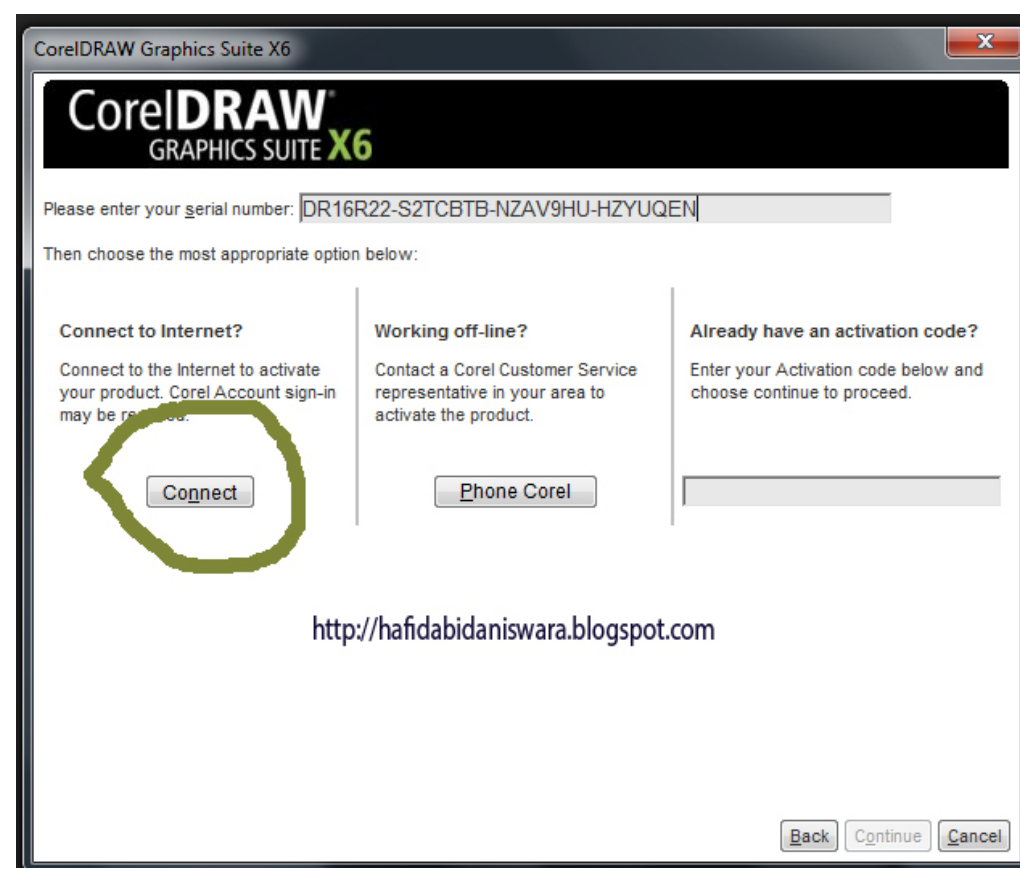 CorelDRAW Graphics Suite X6
CorelDRAW
GRAPHICS SUITE X6
Please enter your serial number: DR16R22-S2TCBTB-NZAV9HU-HZYUQEN
Then choose the most appropriate option below:
Connect to Internet?
Connect to the Internet to activate
your product. Corel Account sign-in
may be
Connect
Working off-line?
Contact a Corel Customer Service
representative in your area to
activate the product.
Phone Corel
Already have an activation code?
Enter your Activation code below and
choose continue to proceed.
http://hafidabidaniswara.blogspot.com
Back Continue Cancel